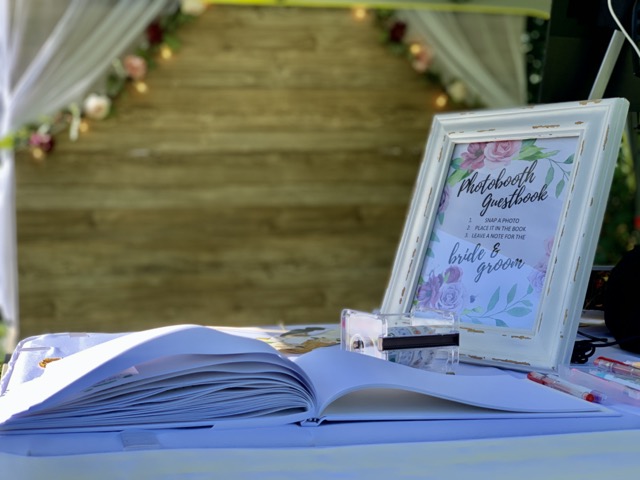 Photobooth
Guestbook
1. SNAP A PHOTO
2. PLACE IT IN THE BOOK
3. LEAVE A NOTE FOR THE
bride &
groom